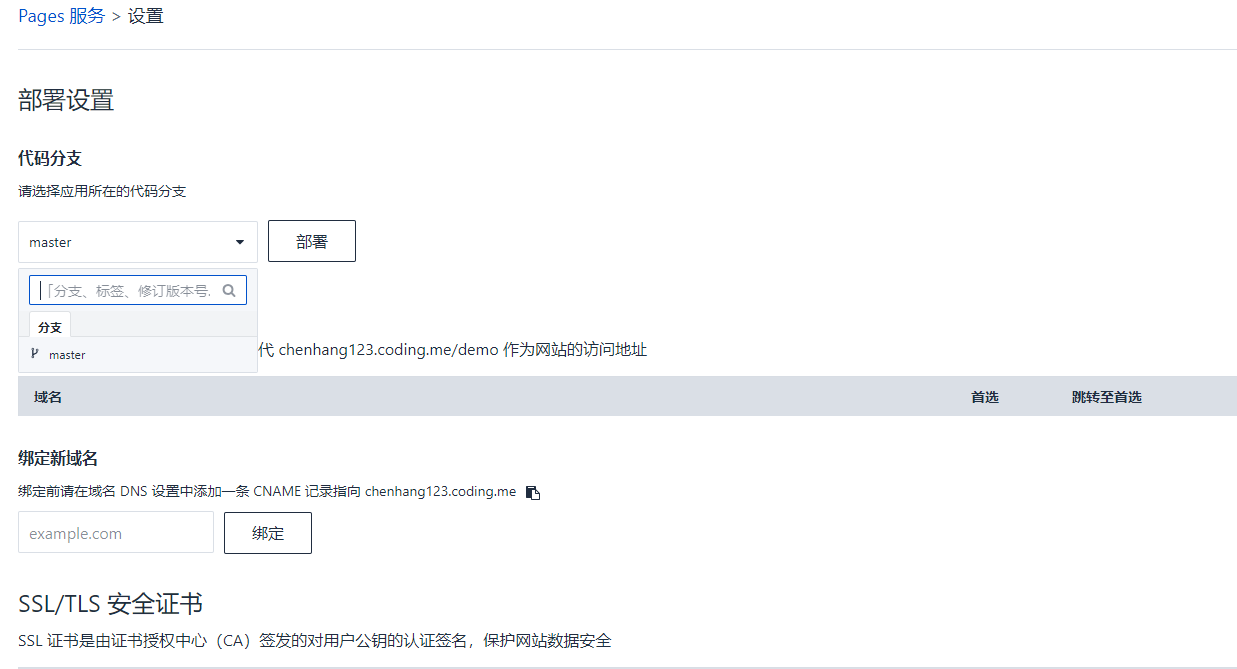 Pages 服务 > 设置
部署设置
代码分支
请选择应用所在的代码分支
master
部署
「分支、标签、修订版本号.
分支
master
代 chenhang123.coding.me/demo 作为网站的访问地址
域名 首选 跳转至首选
绑定新域名
绑定前请在域名 DNS 设置中添加一条 CNAME 记录指向 chenhang123.coding.me
example.com
绑定
SSL/TLS 安全证书
SSL 证书是由证书授权中心（CA）签发的对用户公钥的认证签名，保护网站数据安全